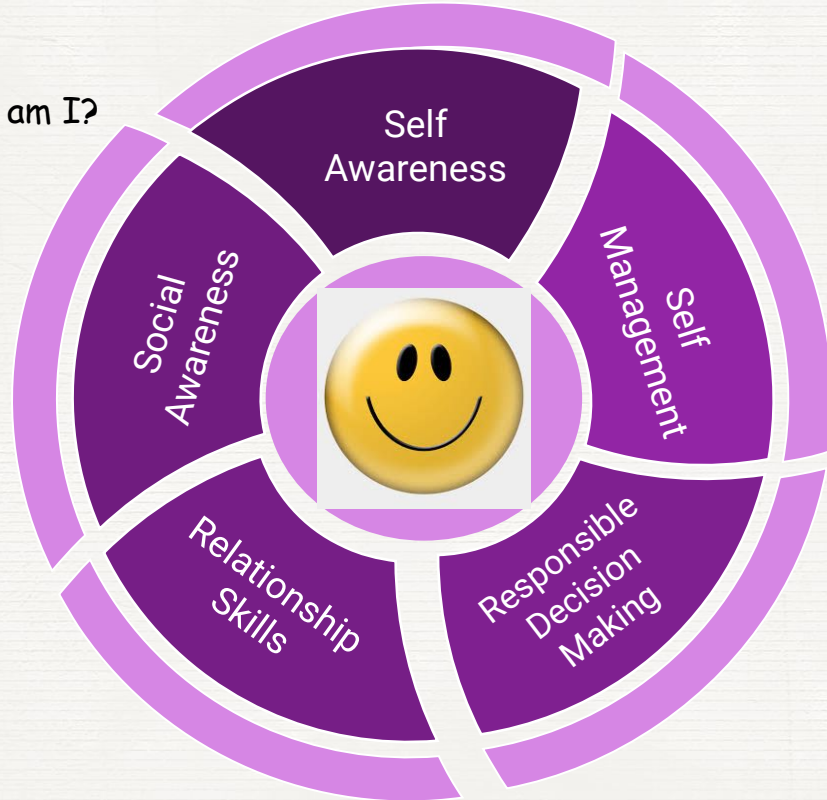 am I?
Self
Awareness
Self
Management
Responsible
Decision
Making
Relationship
Skills
Social
Awareness